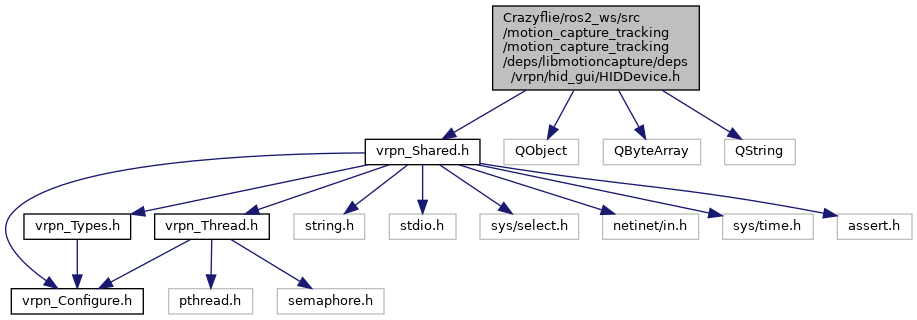 Crazyflie/ros2_ws/src
/motion_capture_tracking
/motion_capture_tracking
/deps/libmotioncapture/deps
/vrpn/hid_gui/HIDDevice.h
vrpn_Shared.h
QObject
QByteArray
QString
vrpn_Types.h
vrpn_Thread.h
string.h
stdio.h
sys/select.h
netinet/in.h
sys/time.h
assert.h
vrpn_Configure.h
pthread.h
semaphore.h